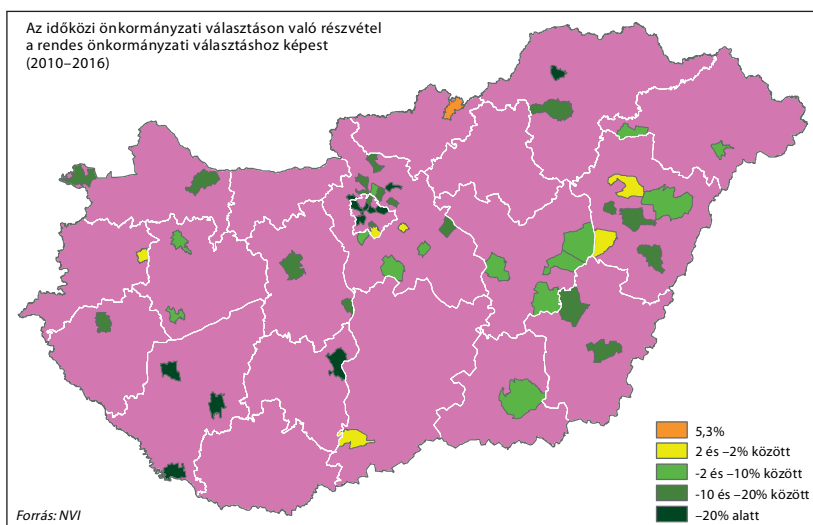 Az időközi önkormányzati választáson való részvétel
a rendes önkormányzati választáshoz képest
(2010–2016)
5,3%
2 és –2% között
-2 és –10% között
-10 és –20% között
–20% alatt
Forrás: NVI